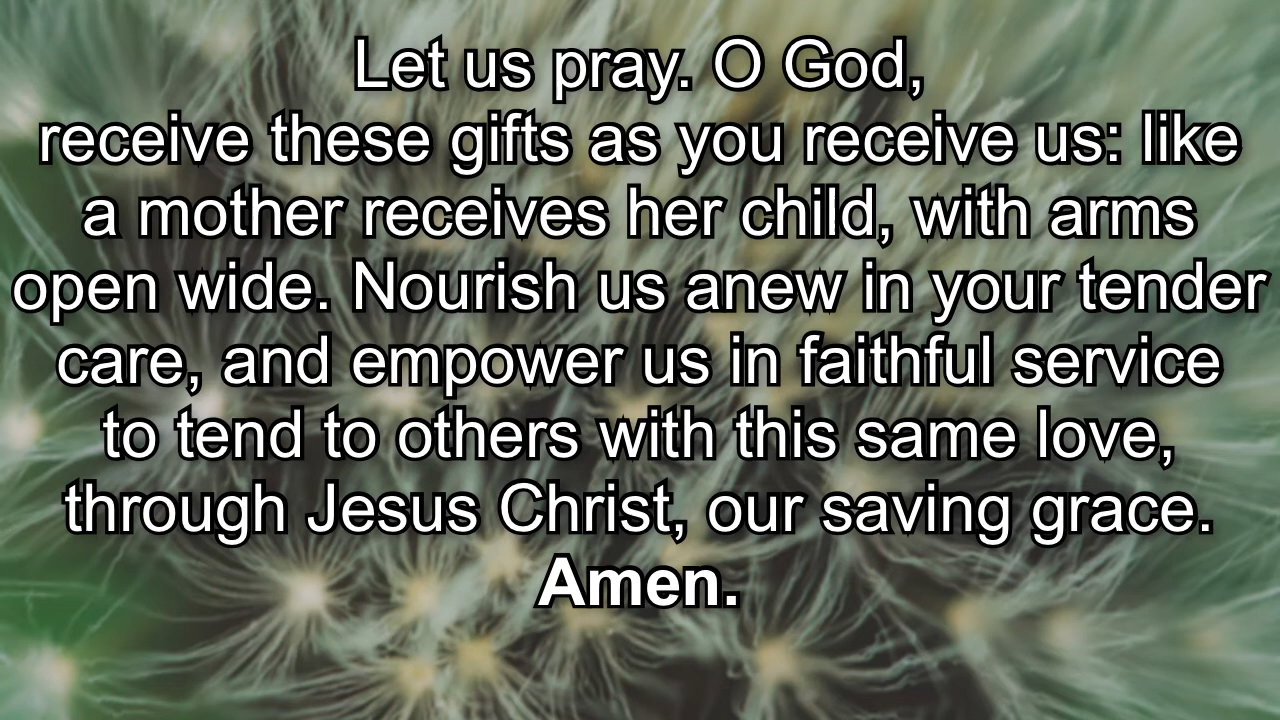 Let us pray. O God,
receive these gifts as you receive us: like
a mother receives her child, with arms
open wide. Nourish us anew in your tender
care, and empower us in faithful service
to tend to others with this same love,
through Jesus Christ, our saving grace.
Amen.